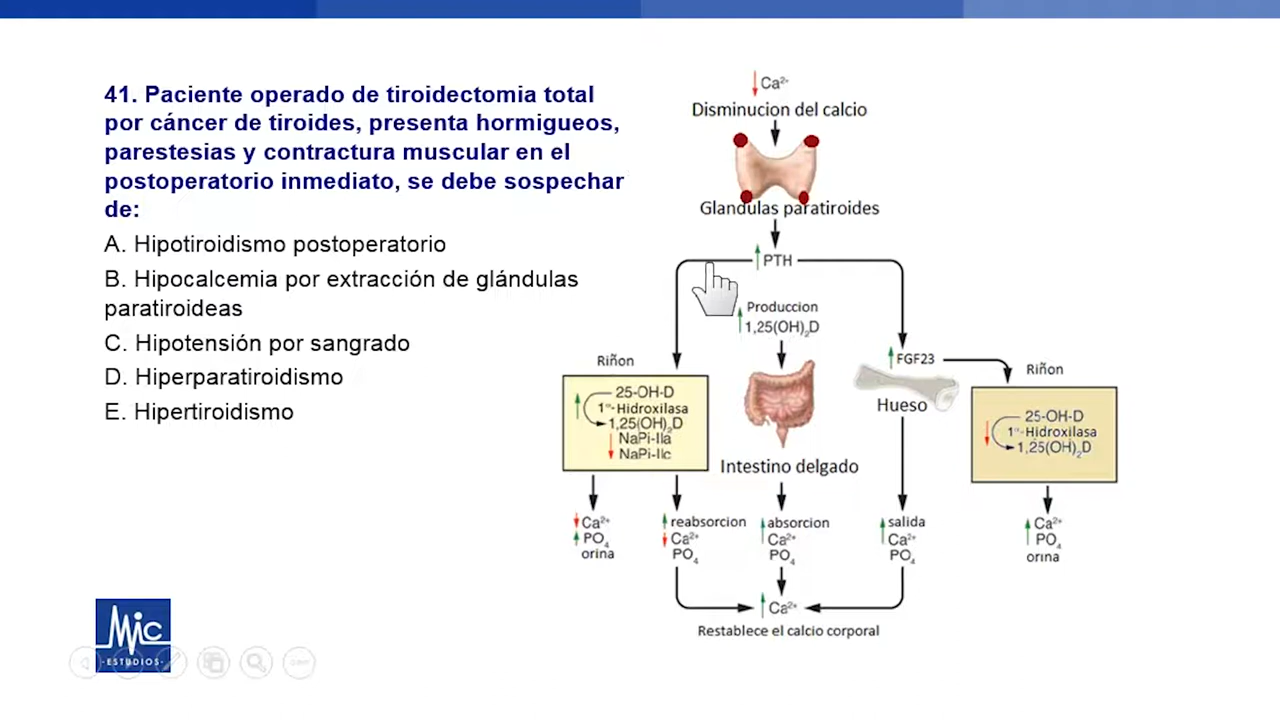 41. Paciente operado de tiroidectomia total
por cáncer de tiroides, presenta hormigueos,
parestesias y contractura muscular en el
postoperatorio inmediato, se debe sospechar
de:
A. Hipotiroidismo postoperatorio
B. Hipocalcemia por extracción de glándulas
paratiroideas
C. Hipotensión por sangrado
D. Hiperparatiroidismo
E. Hipertiroidismo
Ca²⁺
Disminucion del calcio
Glandulas paratiroides
PTH
Produccion
1,25(OH)₂D
Riñon
25-OH-D
1ᵅ-Hidroxilasa
1,25(OH)₂D
NaPi-IIa
NaPi-IIc
Intestino delgado
FGF23
Hueso
Riñon
25-OH-D
1ᵅ-Hidroxilasa
1,25(OH)₂D
Ca²⁺
PO₄
orina
reabsorcion
Ca²⁺
PO₄
absorcion
Ca²⁺
PO₄
salida
Ca²⁺
PO₄
Ca²⁺
PO₄
orina
Ca²⁺
Restablece el calcio corporal
Mic
-ESTUDIOS-